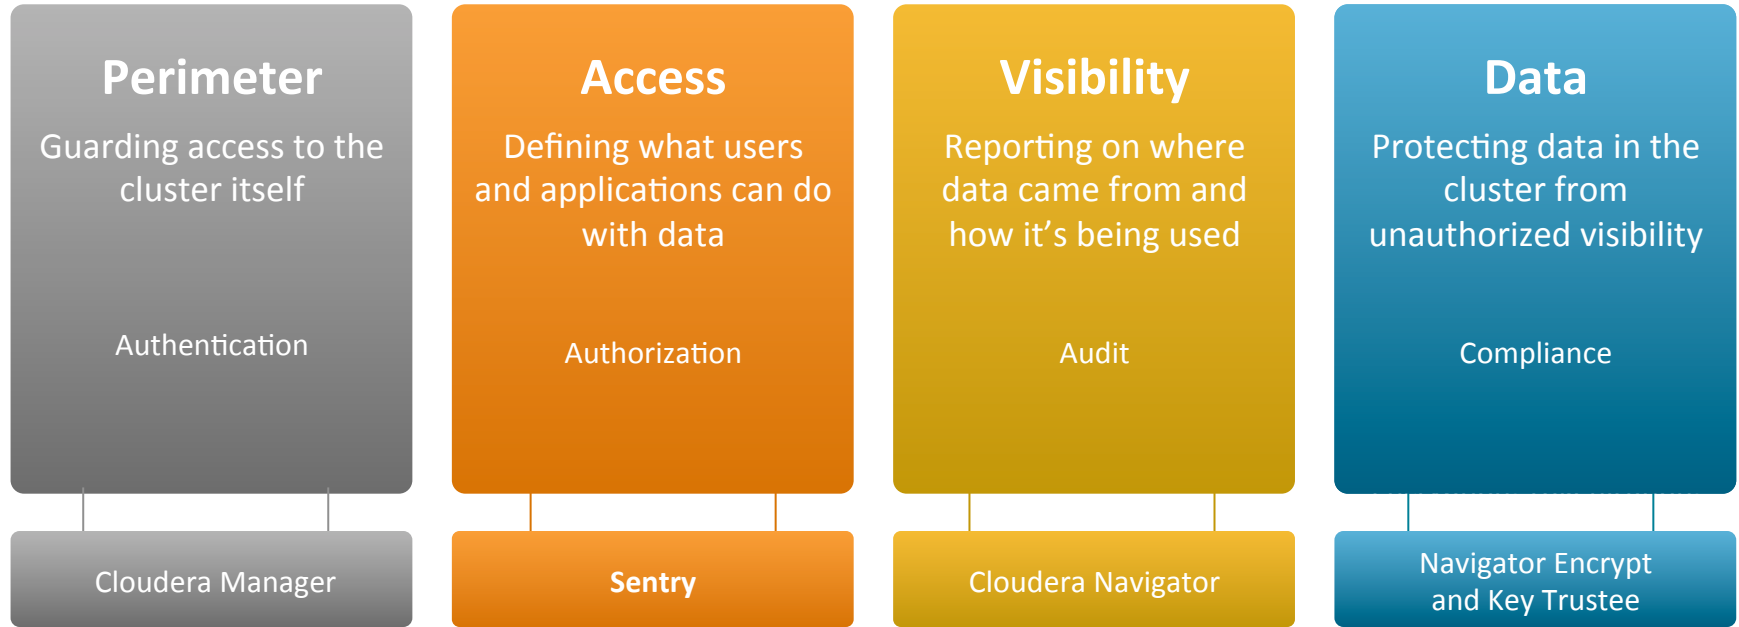 Perimeter
Guarding access to the
cluster itself
Authentication
Cloudera Manager
Access
Defining what users
and applications can do
with data
Authorization
Sentry
Visibility
Reporting on where
data came from and
how it's being used
Audit
Cloudera Navigator
Data
Protecting data in the
cluster from
unauthorized visibility
Compliance
Navigator Encrypt
and Key Trustee